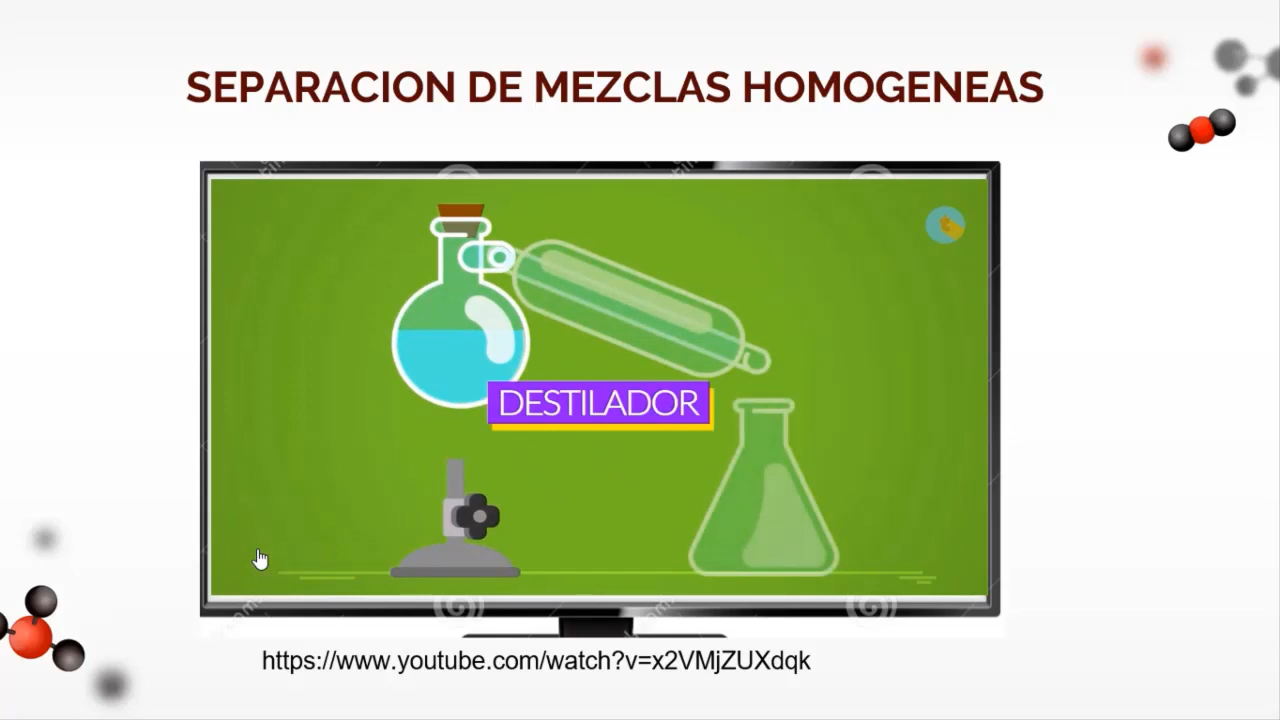 SEPARACION DE MEZCLAS HOMOGENEAS
DESTILADOR
https://www.youtube.com/watch?v=x2VMjZUXdqk